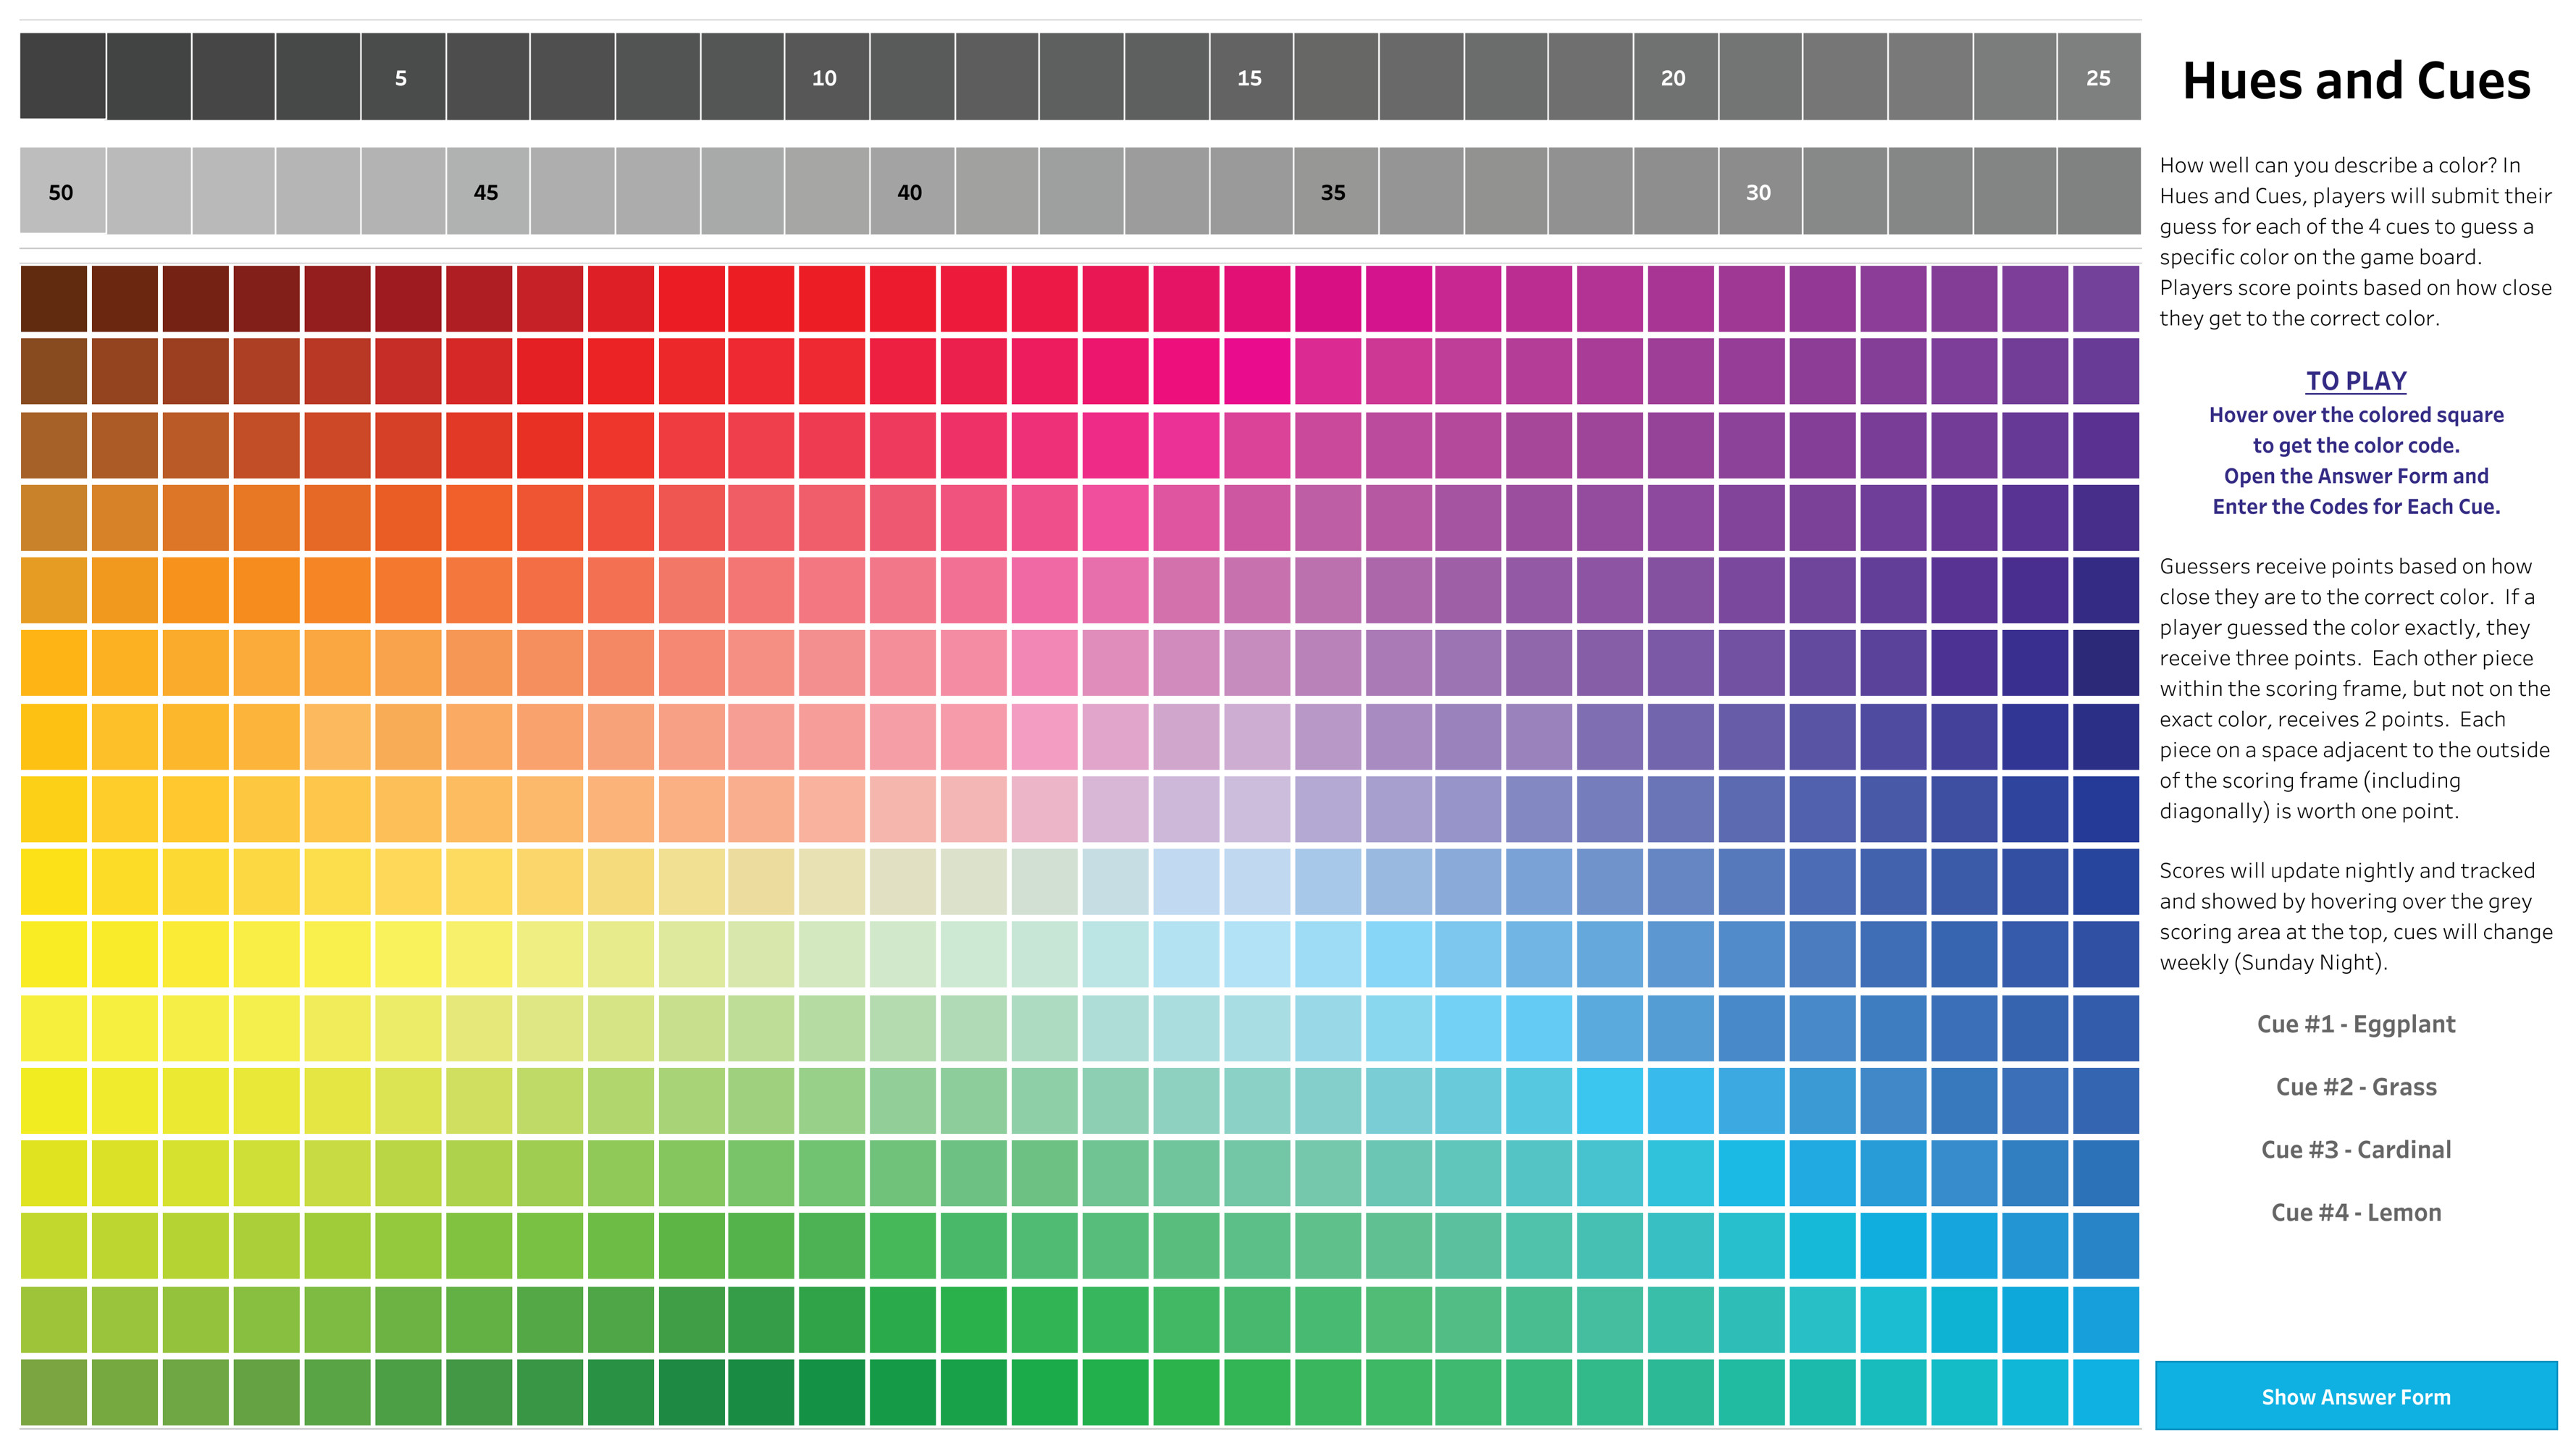 5 10 15 20 25
50 45 40 35 30
Hues and Cues
How well can you describe a color? In
Hues and Cues, players will submit their
guess for each of the 4 cues to guess a
specific color on the game board.
Players score points based on how close
they get to the correct color.
TO PLAY
Hover over the colored square
to get the color code.
Open the Answer Form and
Enter the Codes for Each Cue.
Guessers receive points based on how
close they are to the correct color.  If a
player guessed the color exactly, they
receive three points.  Each other piece
within the scoring frame, but not on the
exact color, receives 2 points.  Each
piece on a space adjacent to the outside
of the scoring frame (including
diagonally) is worth one point.
Scores will update nightly and tracked
and showed by hovering over the grey
scoring area at the top, cues will change
weekly (Sunday Night).
Cue #1 - Eggplant
Cue #2 - Grass
Cue #3 - Cardinal
Cue #4 - Lemon
Show Answer Form